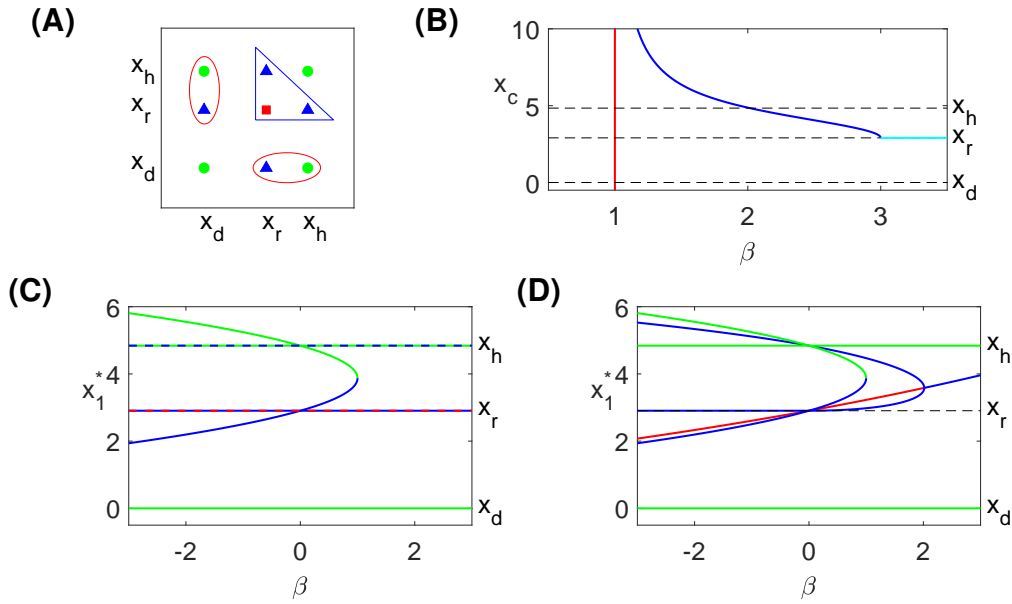 (A)
x_h
x_r
x_d
x_d x_r x_h
(B)
10
5
0
x_c
x_h
x_r
x_d
1 2 3
β
(C)
6
4
2
0
x_1^*
x_h
x_r
x_d
-2 0 2
β
(D)
6
4
2
0
x_1^*
x_h
x_r
x_d
-2 0 2
β